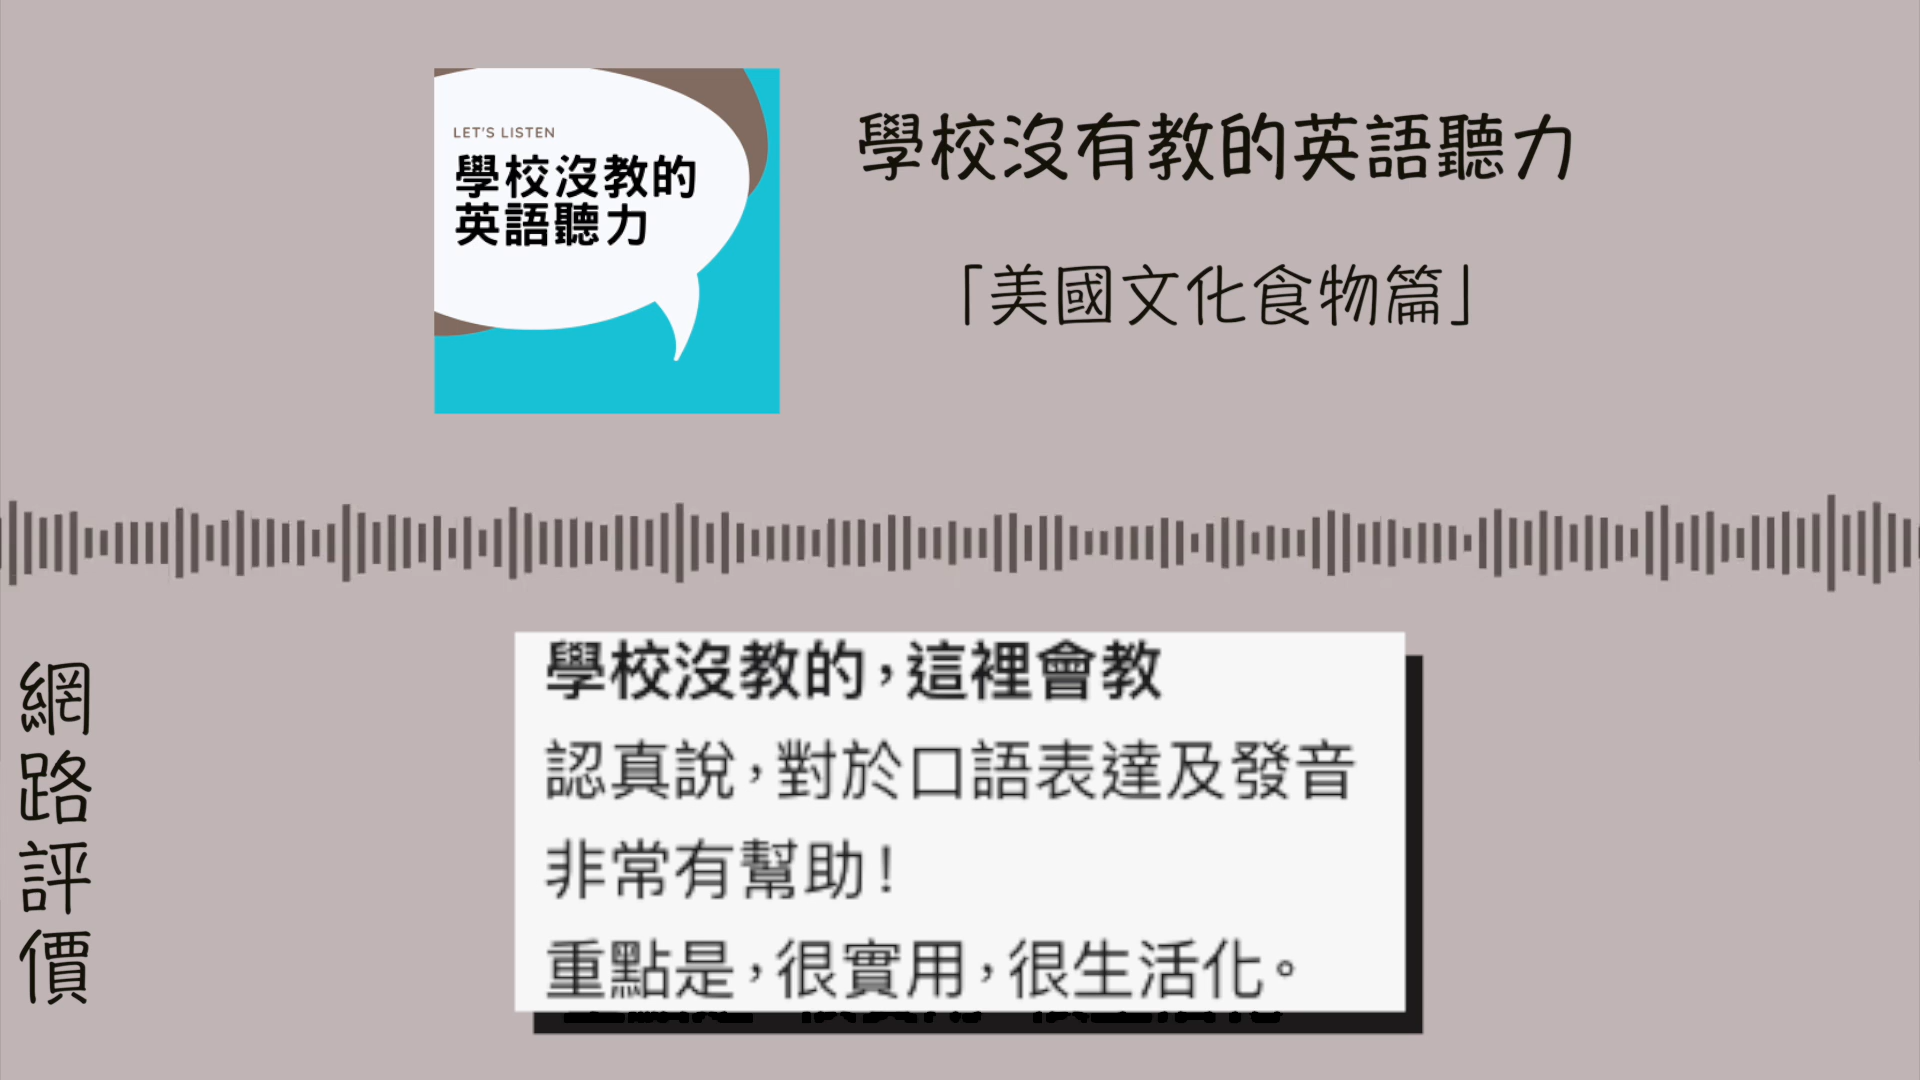 LET'S LISTEN
學校沒教的
英語聽力
學校沒有教的英語聽力
「美國文化食物篇」
網路評價
學校沒教的，這裡會教
認真說，對於口語表達及發音
非常有幫助！
重點是，很實用，很生活化。